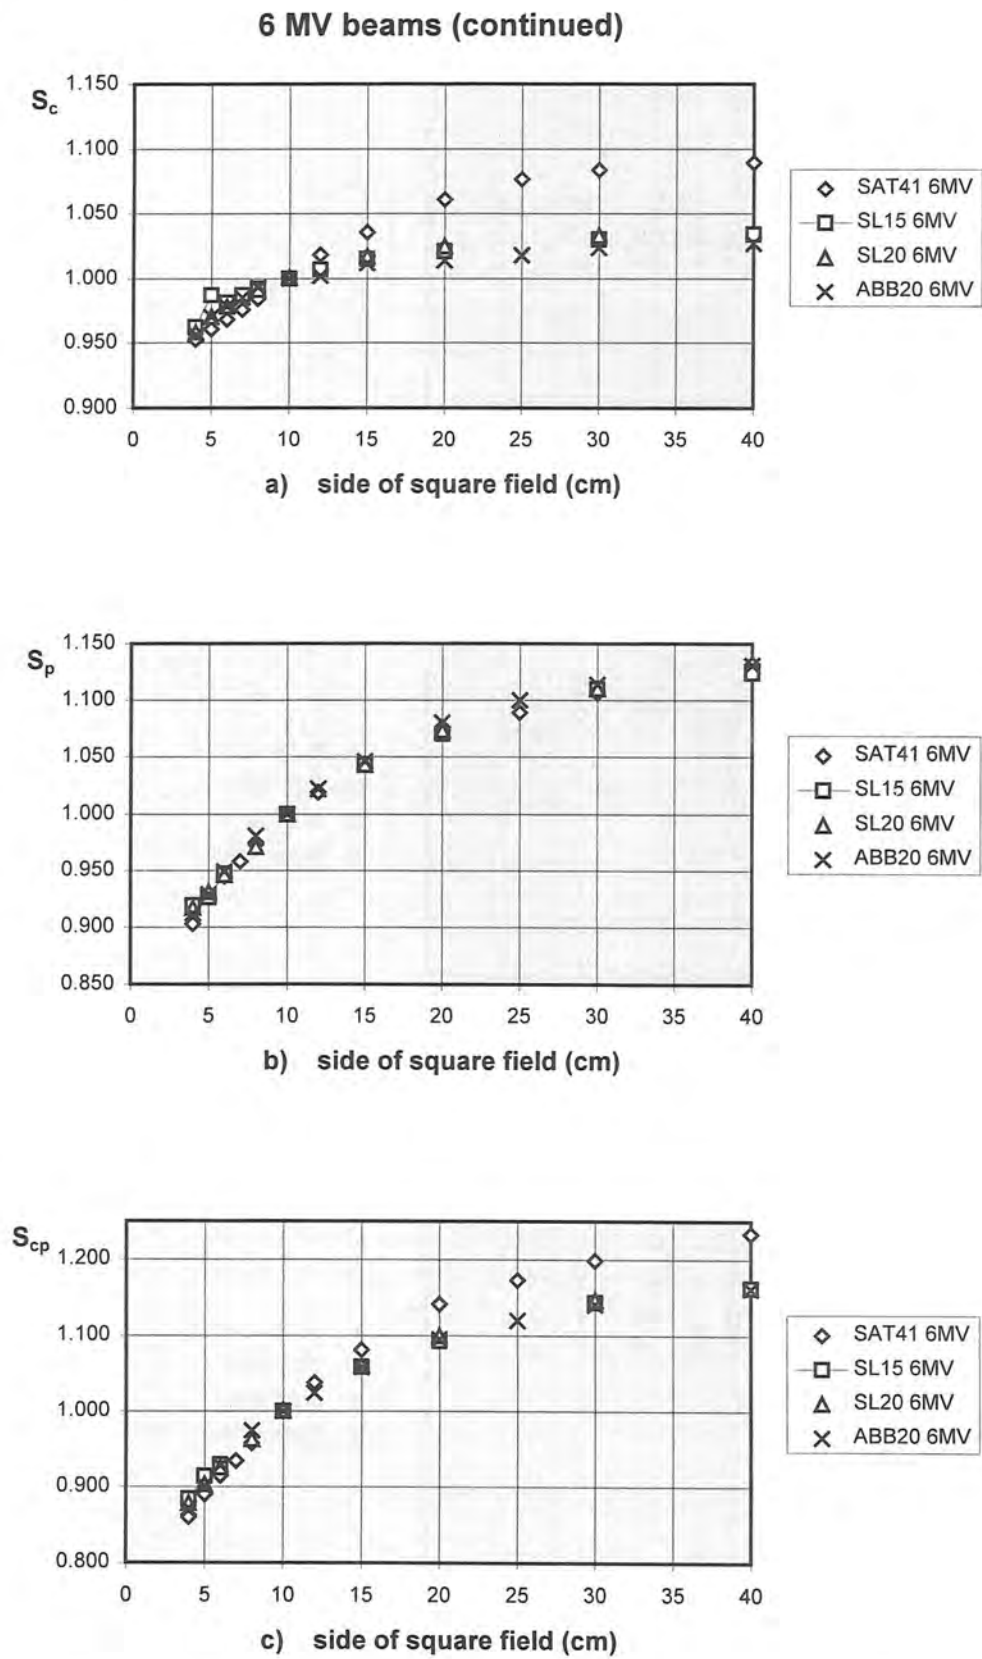 6 MV beams (continued)
Sc
1.150
1.100
1.050
1.000
0.950
0.900
0 5 10 15 20 25 30 35 40
a) side of square field (cm)
SAT41 6MV
SL15 6MV
SL20 6MV
ABB20 6MV
Sp
1.150
1.100
1.050
1.000
0.950
0.900
0.850
0 5 10 15 20 25 30 35 40
b) side of square field (cm)
SAT41 6MV
SL15 6MV
SL20 6MV
ABB20 6MV
Scp
1.200
1.100
1.000
0.900
0.800
0 5 10 15 20 25 30 35 40
c) side of square field (cm)
SAT41 6MV
SL15 6MV
SL20 6MV
ABB20 6MV